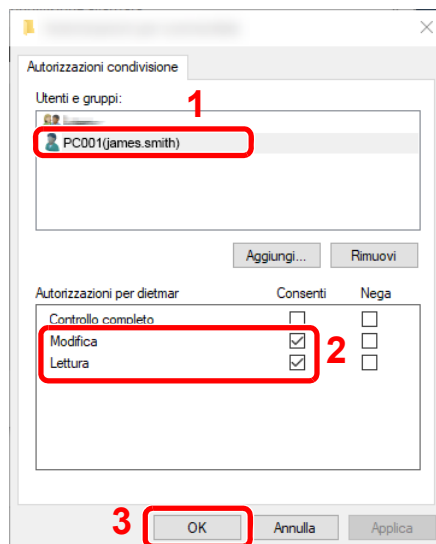 Autorizzazioni condivisione
Utenti e gruppi:
1
PC001(james.smith)
Aggiungi...
Rimuovi
Autorizzazioni per dietmar
Consenti
Nega
Controllo completo
Modifica
Lettura
2
3
OK
Annulla
Applica